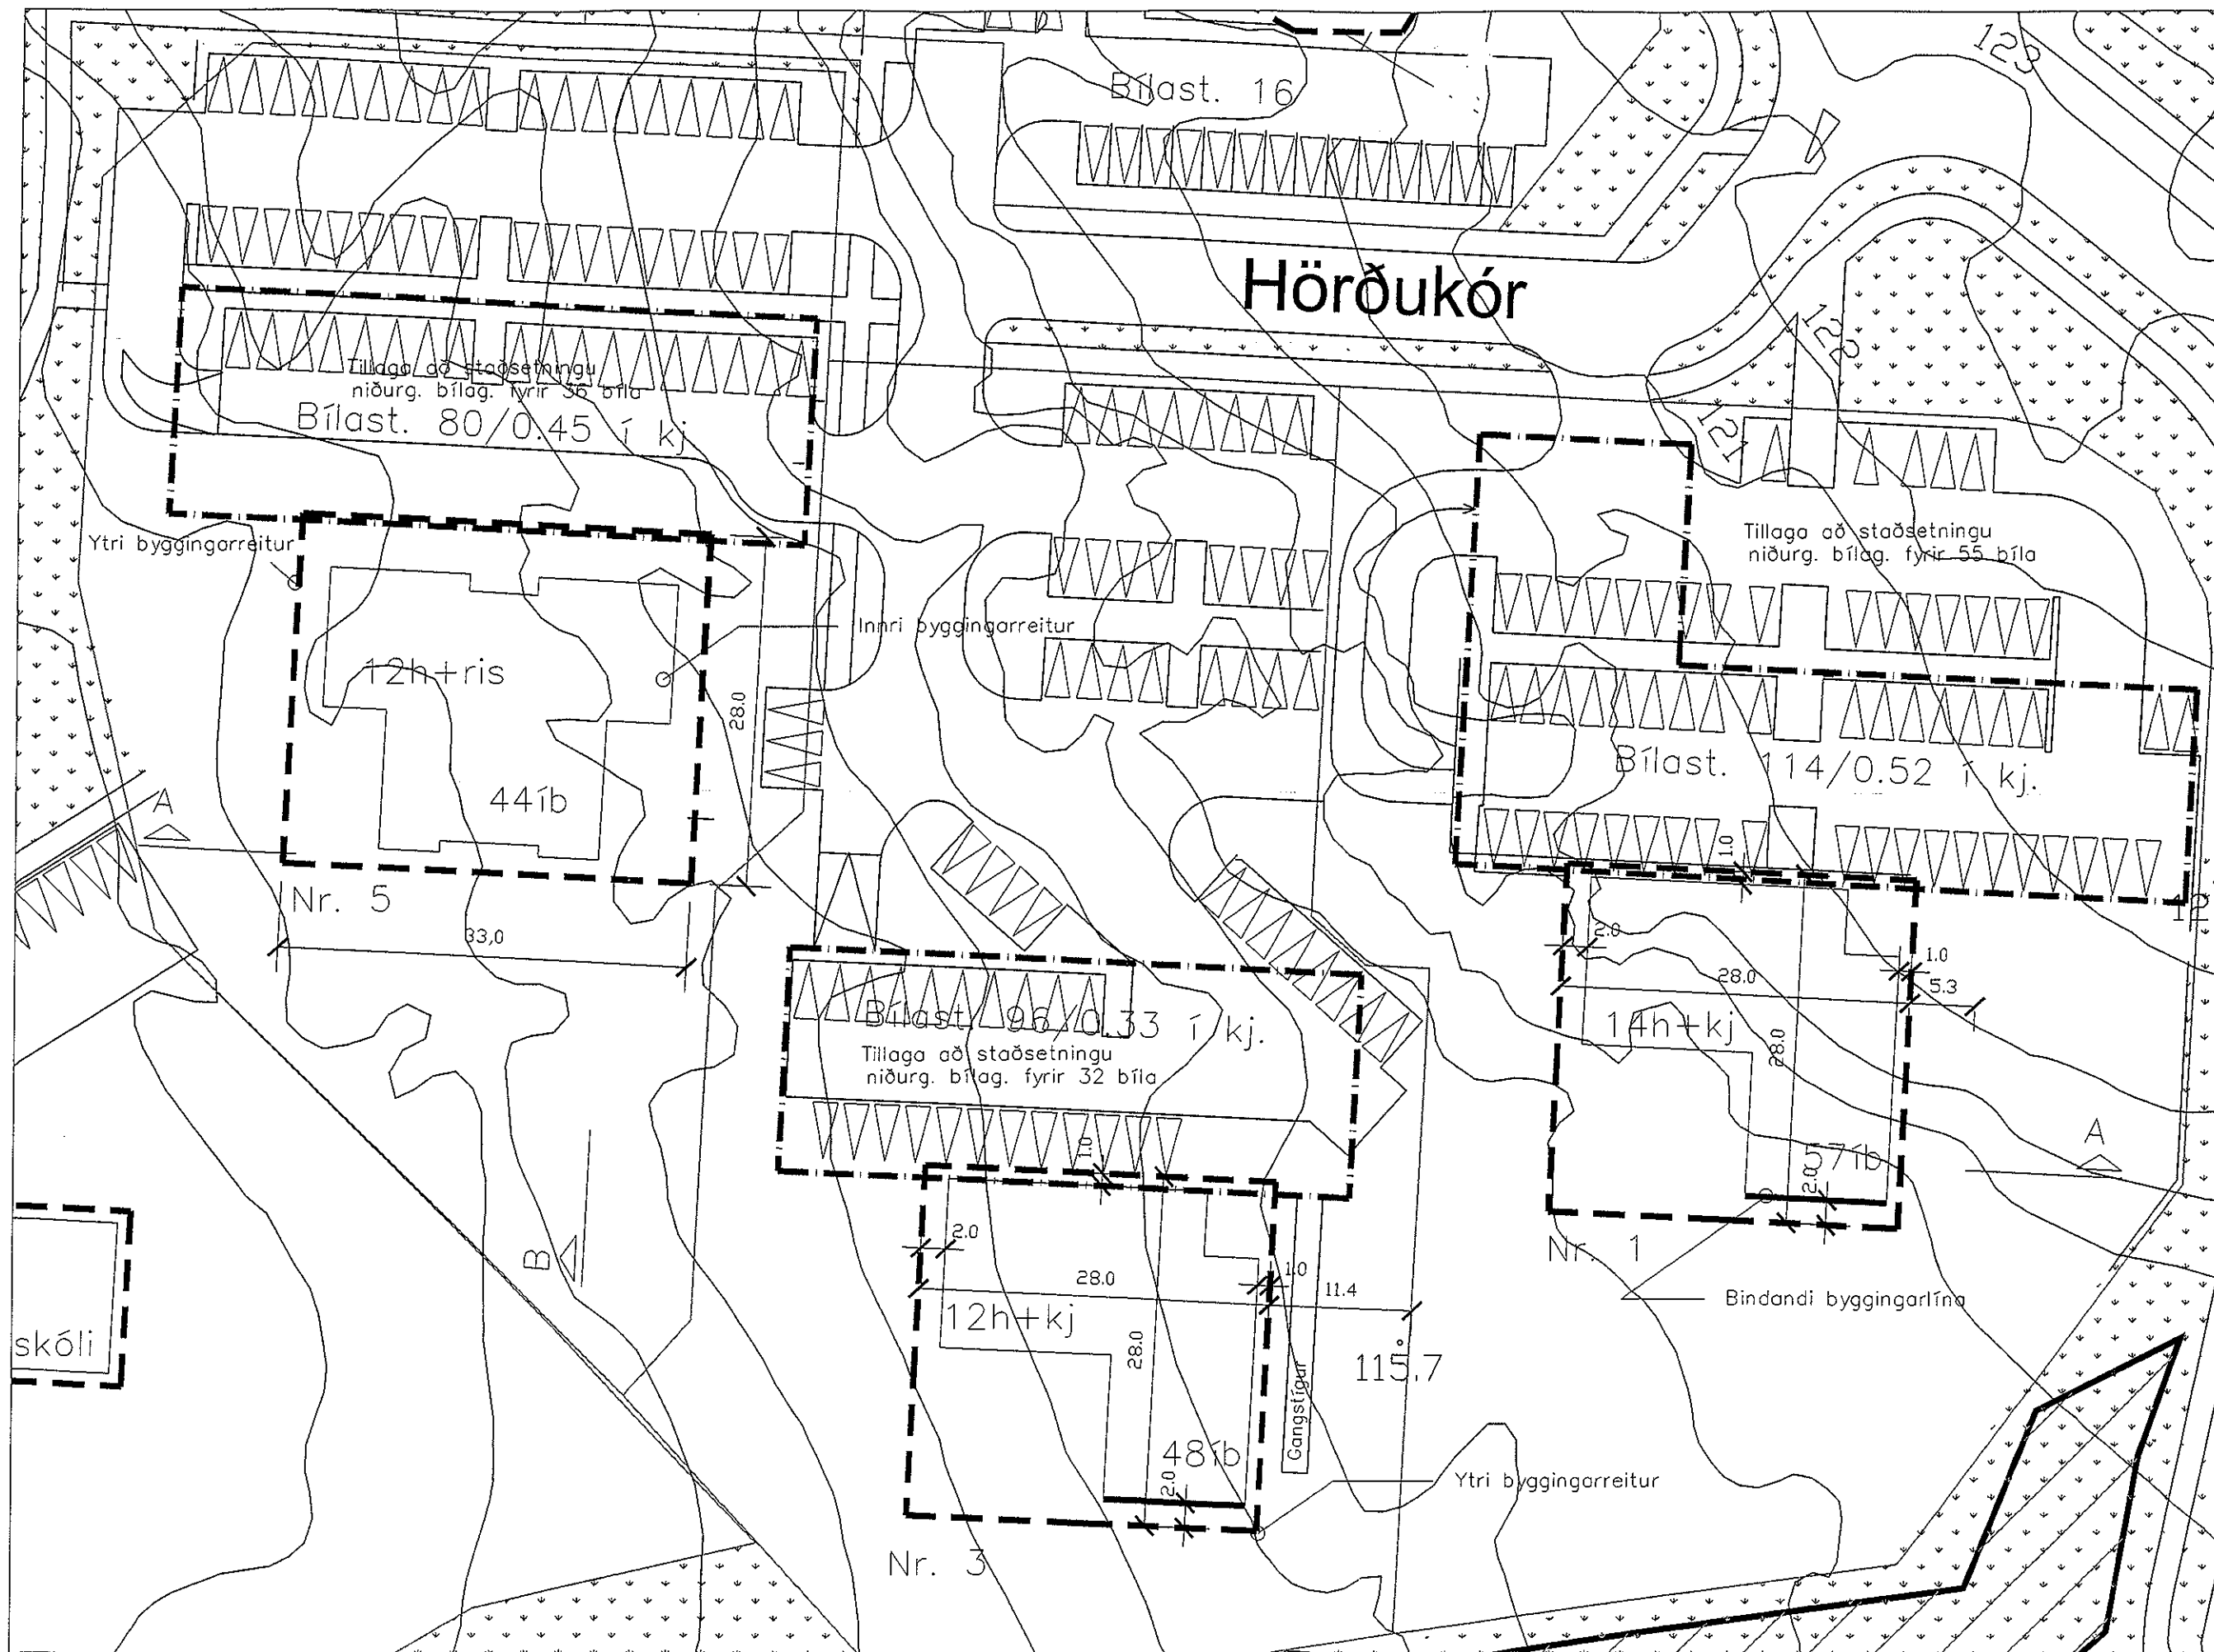 123
Bílast. 16
Hörðukór
122
121
Tillaga að staðsetningu
niðurg. bílag. fyrir 36 bíla
Bílast. 80/0.45 í kj
Ytri byggingarreitur
Innri byggingarreitur
12h+ris
28.0
44íb
A
Nr. 5
33,0
Tillaga að staðsetningu
niðurg. bílag. fyrir 55 bíla
Bílast. 114/0.52 í kj.
1.0
12
2.0
1.0
28.0
5.3
14h+kj
28.0
57íb
2.0
A
Nr. 1
Bindandi byggingarlína
Bílast. 96/0.33 í kj.
Tillaga að staðsetningu
niðurg. bílag. fyrir 32 bíla
1.0
B
2.0
28.0
1.0
11.4
12h+kj
28.0
115.7
Gangstígur
48íb
2.0
Ytri byggingarreitur
Nr. 3
skóli